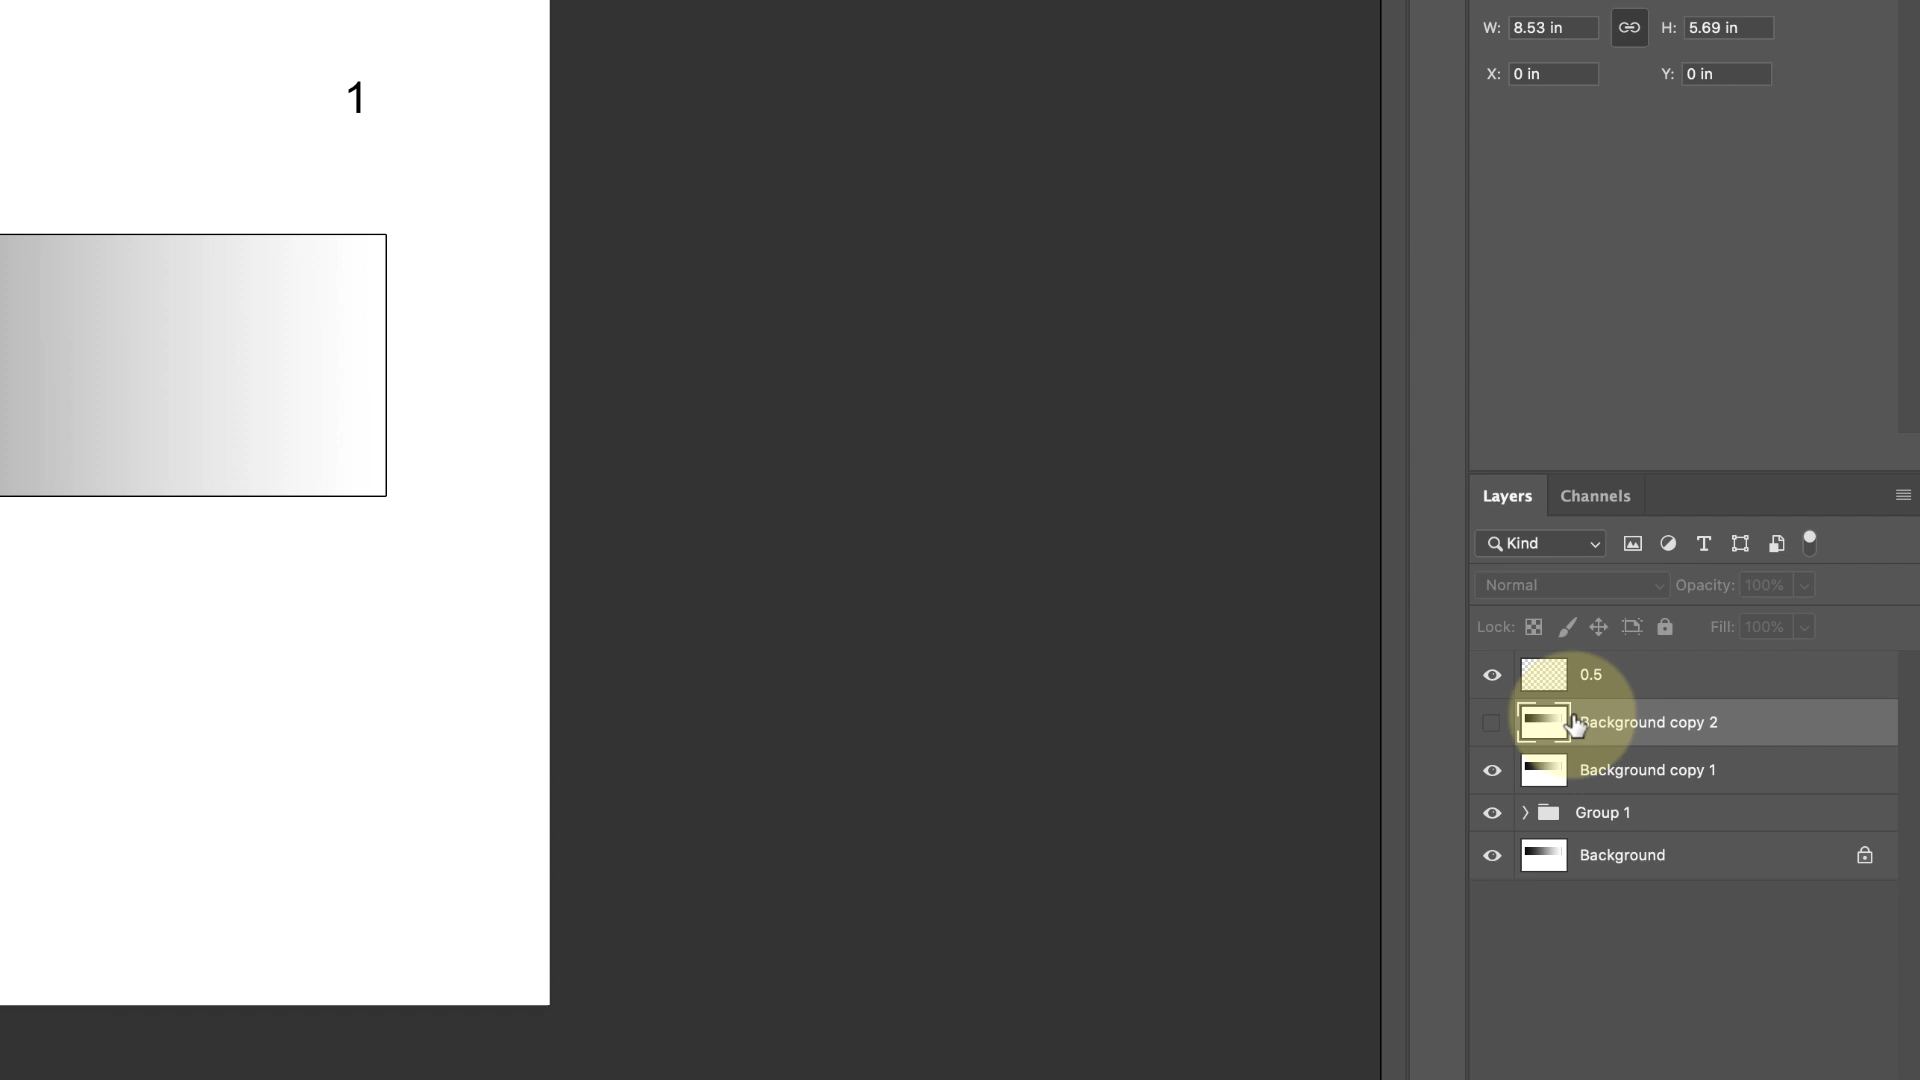 W: 8.53 in H: 5.69 in
X: 0 in Y: 0 in
1
Layers Channels
Kind
Normal Opacity: 100%
Lock: Fill: 100%
0.5
Background copy 2
Background copy 1
Group 1
Background